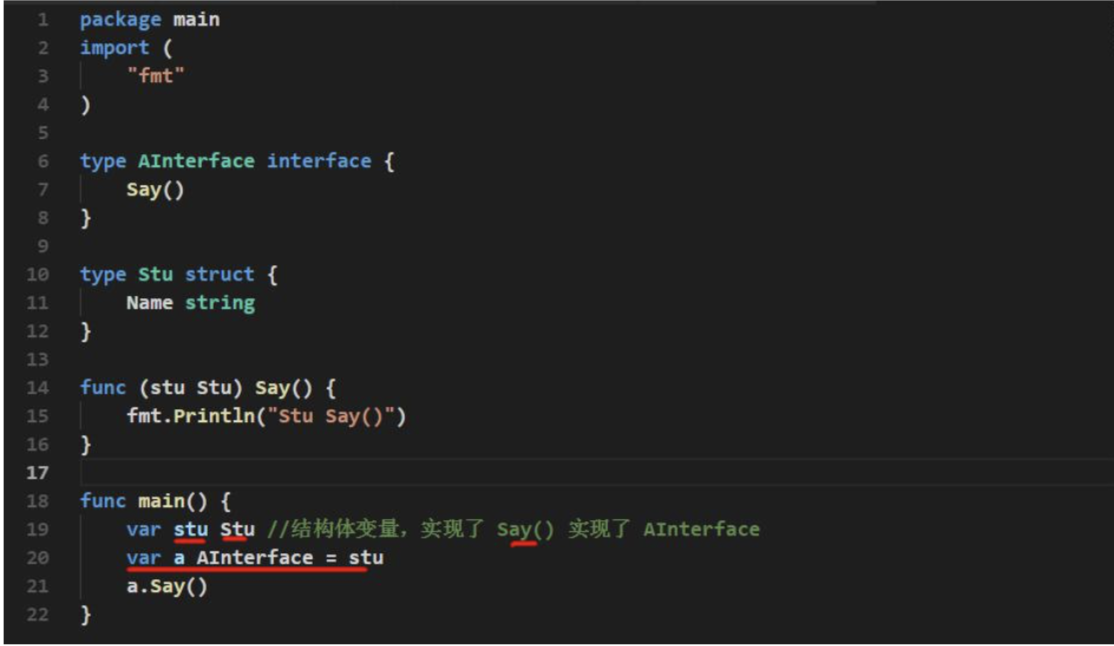 1 package main
2 import (
3 "fmt"
4 )
5
6 type AInterface interface {
7 Say()
8 }
9
10 type Stu struct {
11 Name string
12 }
13
14 func (stu Stu) Say() {
15 fmt.Println("Stu Say()")
16 }
17
18 func main() {
19 var stu Stu //结构体变量，实现了 Say() 实现了 AInterface
20 var a AInterface = stu
21 a.Say()
22 }